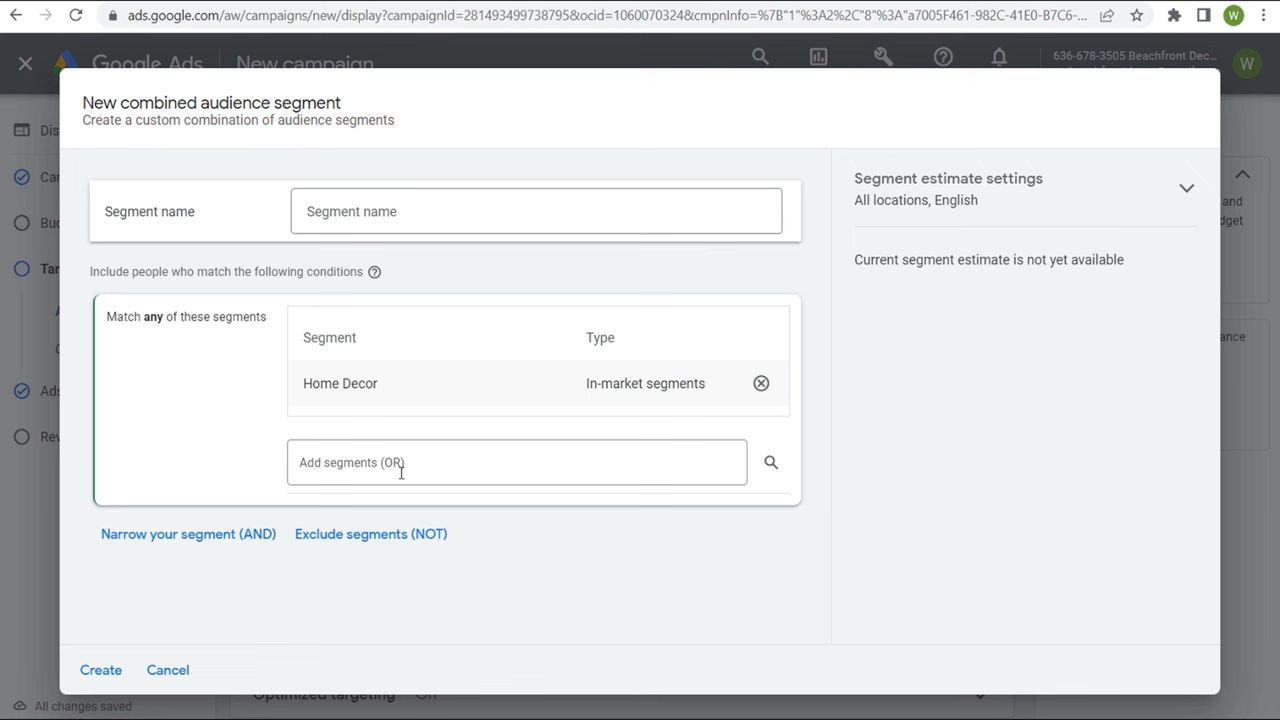 ads.google.com/aw/campaigns/new/display?campaignId=281493499738795&ocid=1060070324&cmpnInfo=%7B"1"%3A2%2C"8"%3A"a7005F461-982C-41E0-B7C6-...
W
Google Ads New campaign
636-678-3505 Beachfront Dec...
W
New combined audience segment
Create a custom combination of audience segments
Segment name Segment name
Include people who match the following conditions
Match any of these segments
Segment Type
Home Decor In-market segments
Add segments (OR)
Narrow your segment (AND) Exclude segments (NOT)
Create Cancel
Segment estimate settings
All locations, English
Current segment estimate is not yet available
All changes saved
Optimized targeting